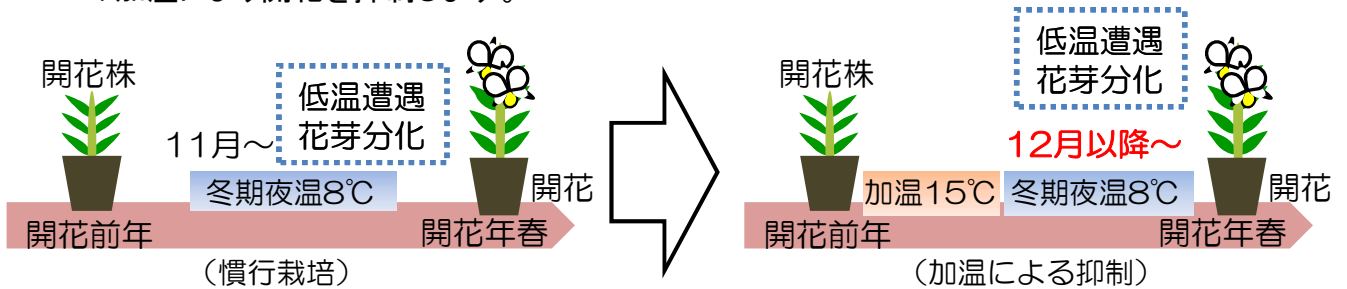 開花株
11月～
低温遭遇
花芽分化
冬期夜温8℃
開花
開花前年
開花年春
（慣行栽培）
開花株
低温遭遇
花芽分化
12月以降～
加温15℃
冬期夜温8℃
開花
開花前年
開花年春
（加温による抑制）